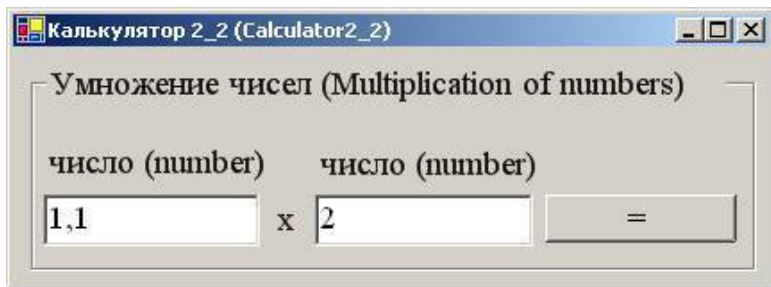 Калькулятор 2_2 (Calculator2_2)
Умножение чисел (Multiplication of numbers)
число (number) число (number)
1,1 x 2 =